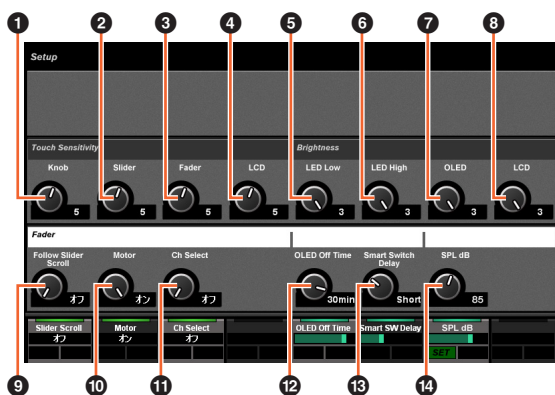 1 2 3 4 5 6 7 8
Setup
Touch Sensitivity Brightness
Knob Slider Fader LCD LED Low LED High OLED LCD
5 5 5 5 3 3 3 3
Fader
Follow Slider Scroll Motor Ch Select OLED Off Time Smart Switch Delay SPL dB
オフ オン オフ 30min Short 85
Slider Scroll Motor Ch Select OLED Off Time Smart SW Delay SPL dB
オフ オン オフ
SET
9 10 11 12 13 14